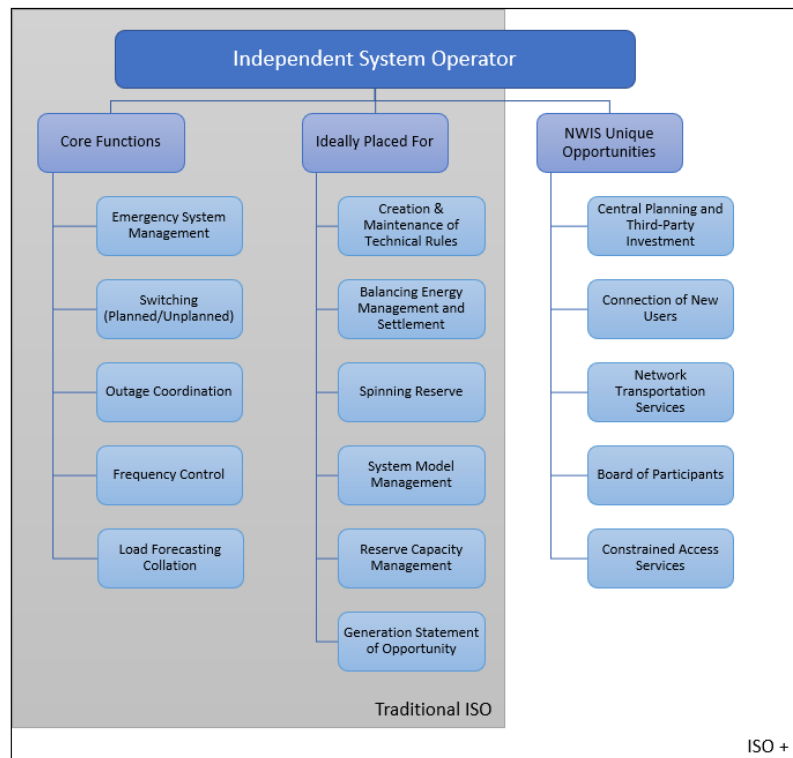 Independent System Operator
Core Functions
Emergency System
Management
Switching
(Planned/Unplanned)
Outage Coordination
Frequency Control
Load Forecasting
Collation
Ideally Placed For
Creation &
Maintenance of
Technical Rules
Balancing Energy
Management and
Settlement
Spinning Reserve
System Model
Management
Reserve Capacity
Management
Generation Statement
of Opportunity
NWIS Unique
Opportunities
Central Planning and
Third-Party
Investment
Connection of New
Users
Network
Transportation
Services
Board of Participants
Constrained Access
Services
Traditional ISO
ISO +